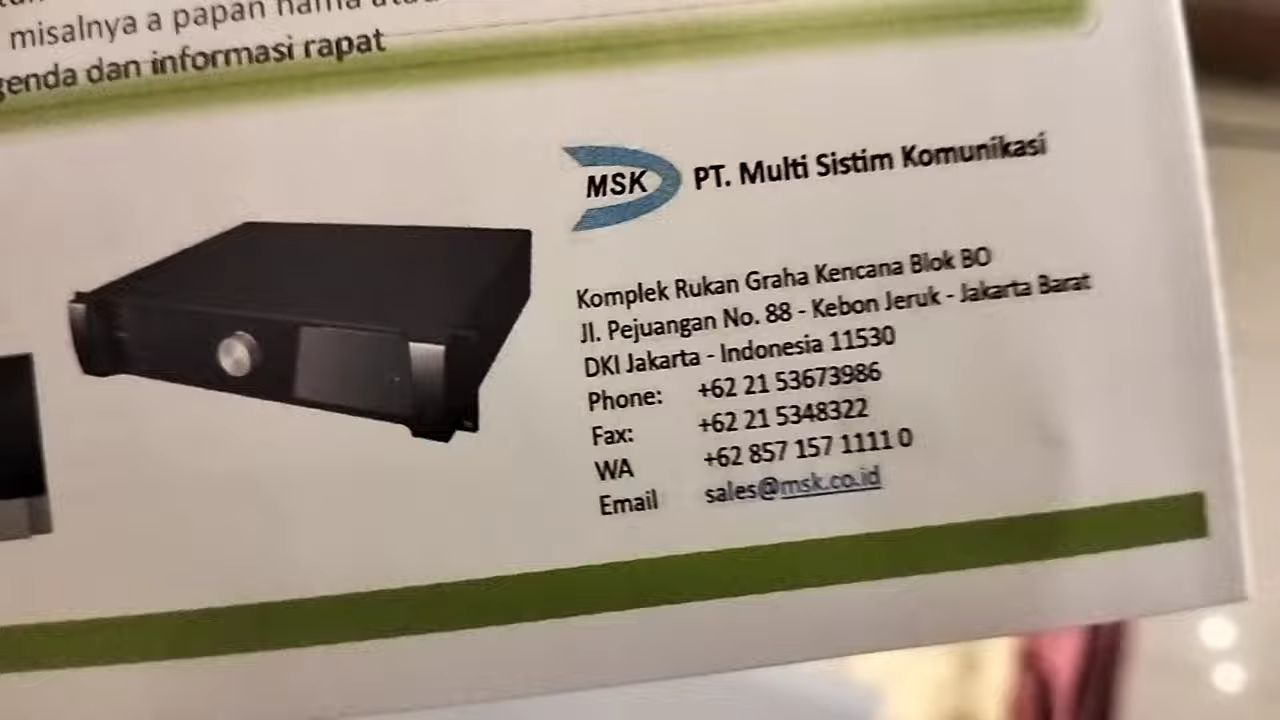 misalnya a papan nama
dan informasi rapat
MSK PT. Multi Sistim Komunikasi
Komplek Rukan Graha Kencana Blok BO
Jl. Pejuangan No. 88 - Kebon Jeruk - Jakarta Barat
DKI Jakarta - Indonesia 11530
Phone: +62 21 53673986
Fax: +62 21 5348322
WA +62 857 157 1111 0
Email sales@msk.co.id